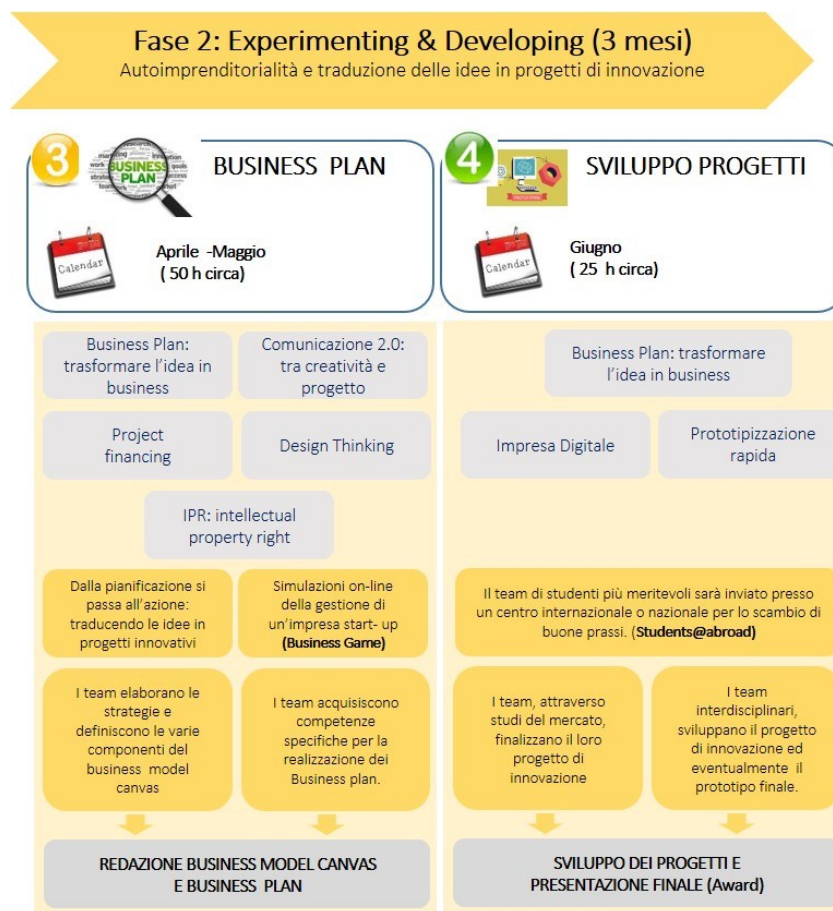 Fase 2: Experimenting & Developing (3 mesi)
Autoimprenditorialità e traduzione delle idee in progetti di innovazione
3
BUSINESS PLAN
BUSINESS PLAN
Calendar
Aprile -Maggio
( 50 h circa)
4
SVILUPPO PROGETTI
Calendar
Giugno
( 25 h circa)
Business Plan:
trasformare l'idea in
business
Comunicazione 2.0:
tra creatività e
progetto
Project
financing
Design Thinking
IPR: intellectual
property right
Dalla pianificazione si
passa all'azione:
traducendo le idee in
progetti innovativi
Simulazioni on-line
della gestione di
un'impresa start- up
(Business Game)
I team elaborano le
strategie e
definiscono le varie
componenti del
business model
canvas
I team acquisiscono
competenze
specifiche per la
realizzazione dei
Business plan.
REDAZIONE BUSINESS MODEL CANVAS
E BUSINESS PLAN
Business Plan: trasformare
l'idea in business
Impresa Digitale
Prototipizzazione
rapida
Il team di studenti più meritevoli sarà inviato presso
un centro internazionale o nazionale per lo scambio di
buone prassi. (Students@abroad)
I team, attraverso
studi del mercato,
finalizzano il loro
progetto di
innovazione
I team
interdisciplinari,
sviluppano il progetto
di innovazione ed
eventualmente il
prototipo finale.
SVILUPPO DEI PROGETTI E
PRESENTAZIONE FINALE (Award)